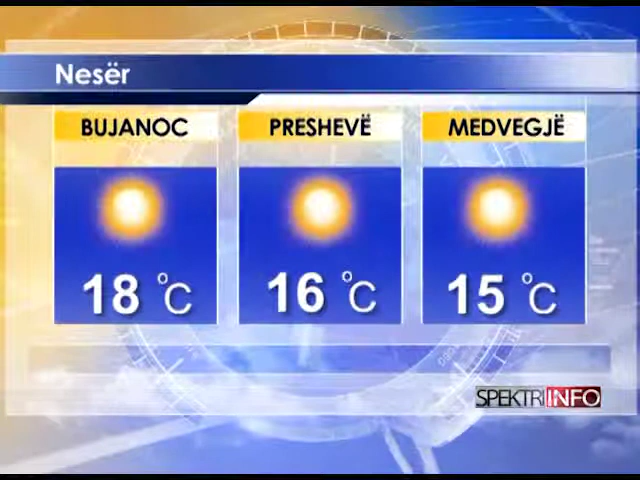 Nesër
BUJANOC PRESHEVË MEDVEGJË
18 °C 16 °C 15 °C
SPEKTRI INFO